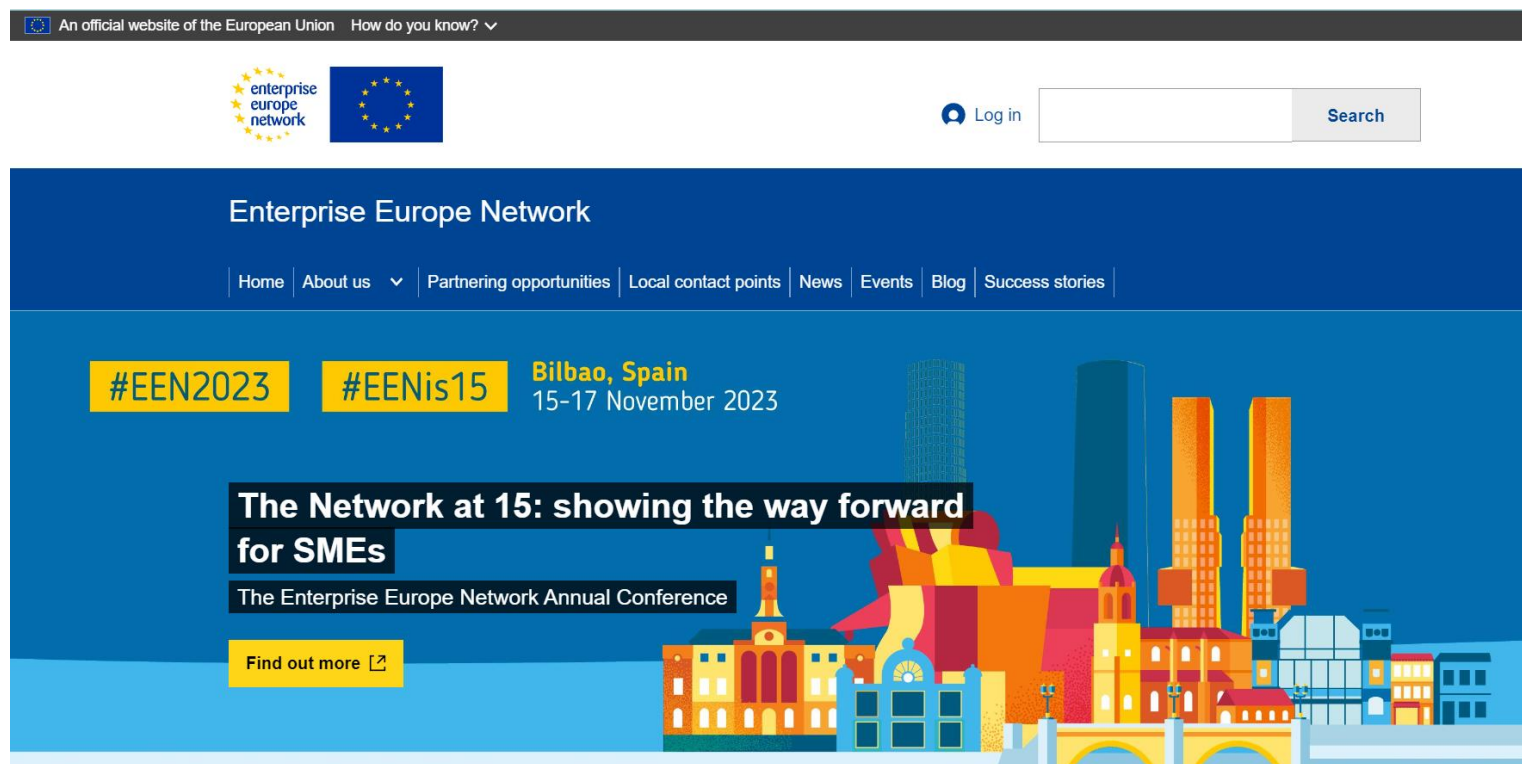 An official website of the European Union How do you know?
enterprise
europe
network
Log in
Search
Enterprise Europe Network
Home About us Partnering opportunities Local contact points News Events Blog Success stories
#EEN2023 #EENis15 Bilbao, Spain
15-17 November 2023
The Network at 15: showing the way forward
for SMEs
The Enterprise Europe Network Annual Conference
Find out more